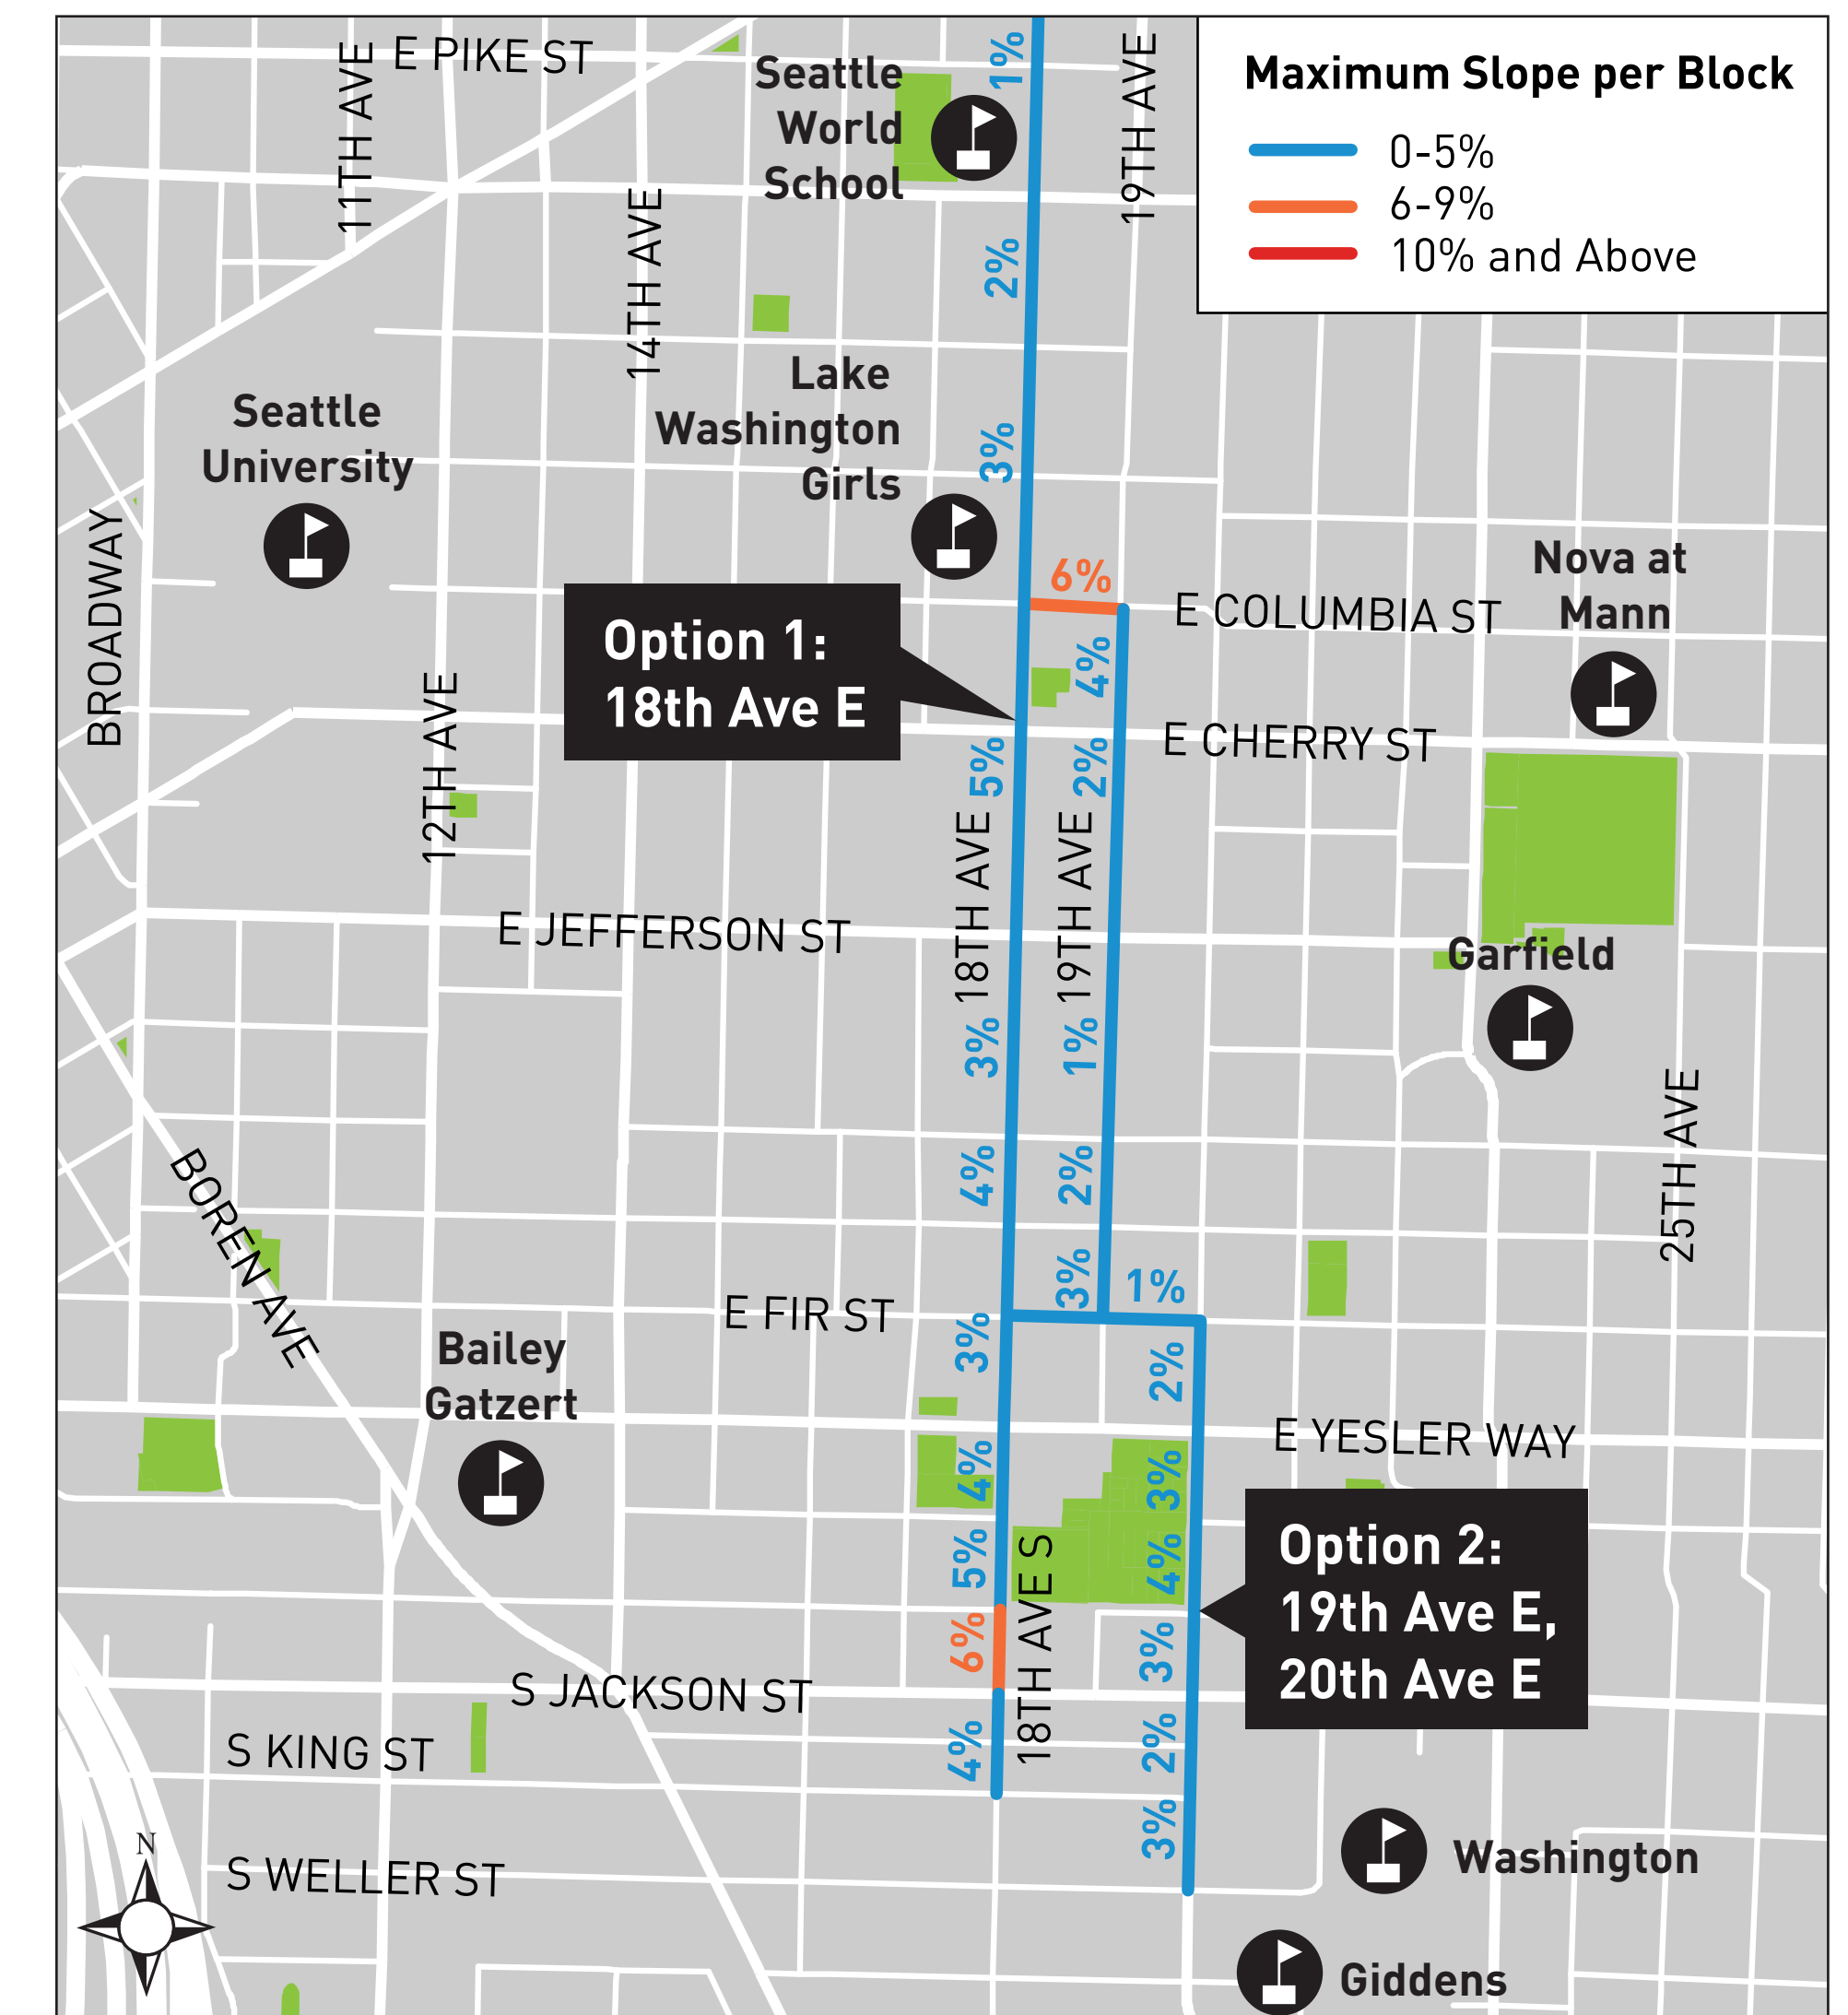 Maximum Slope per Block
0-5%
6-9%
10% and Above
E PIKE ST
11TH AVE
14TH AVE
19TH AVE
Seattle
World
School
1%
2%
3%
Lake
Washington
Girls
Seattle
University
BROADWAY
12TH AVE
6%
E COLUMBIA ST
Nova at
Mann
Option 1:
18th Ave E
4%
E CHERRY ST
5%
2%
18TH AVE
19TH AVE
E JEFFERSON ST
Garfield
3%
1%
25TH AVE
4%
2%
BOREN AVE
3%
1%
E FIR ST
3%
2%
Bailey
Gatzert
E YESLER WAY
4%
3%
5%
4%
Option 2:
19th Ave E,
20th Ave E
18TH AVE S
6%
3%
S JACKSON ST
4%
2%
S KING ST
3%
N
S WELLER ST
Washington
Giddens